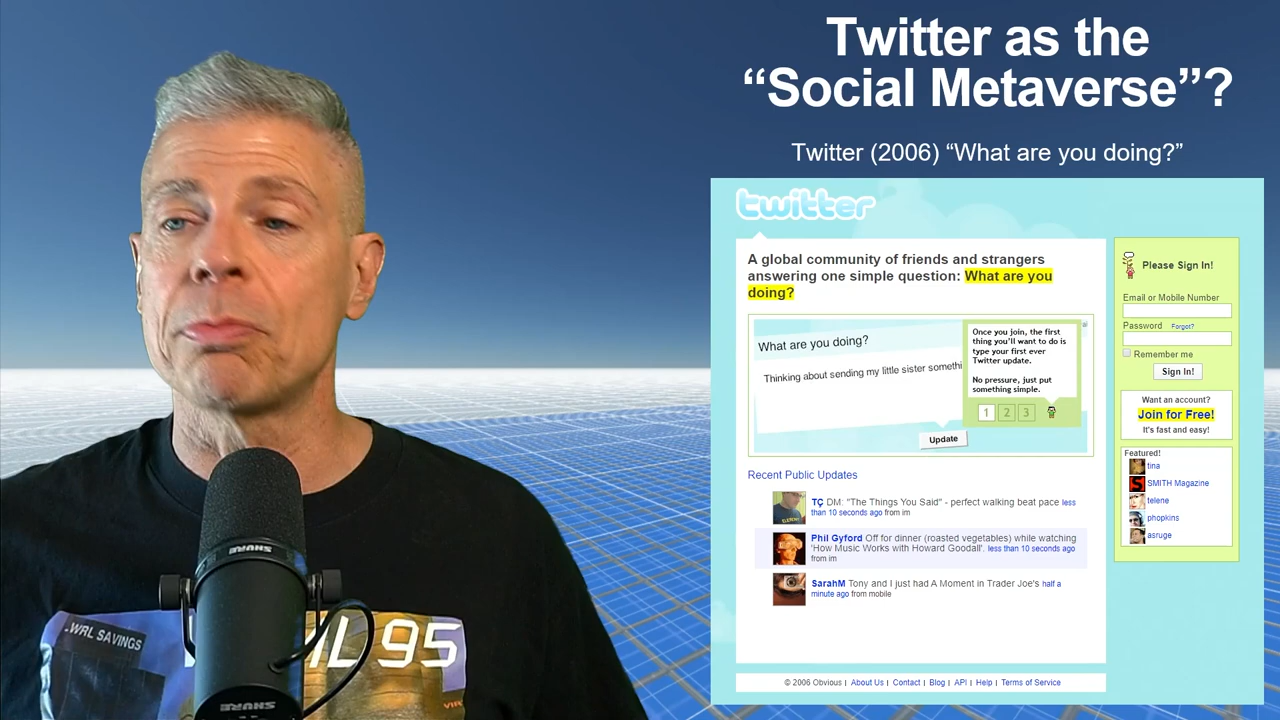 Twitter as the
“Social Metaverse”?
Twitter (2006) “What are you doing?”
twitter
A global community of friends and strangers
answering one simple question: What are you
doing?
What are you doing?
Thinking about sending my little sister somethi
Once you join, the first
thing you'll want to do is
type your first ever
Twitter update.
No pressure, just put
something simple.
1 2 3
Update
Recent Public Updates
TÇ DM: "The Things You Said" - perfect walking beat pace less
than 10 seconds ago from im
Phil Gyford Off for dinner (roasted vegetables) while watching
'How Music Works with Howard Goodall'. less than 10 seconds ago
from im
SarahM Tony and I just had A Moment in Trader Joe's half a
minute ago from mobile
Please Sign In!
Email or Mobile Number
Password Forgot?
Remember me
Sign In!
Want an account?
Join for Free!
It's fast and easy!
Featured!
tina
SMITH Magazine
telene
phopkins
asruge
© 2006 Obvious | About Us | Contact | Blog | API | Help | Terms of Service
SHURE
WRL SAVINGS
95
SHURE